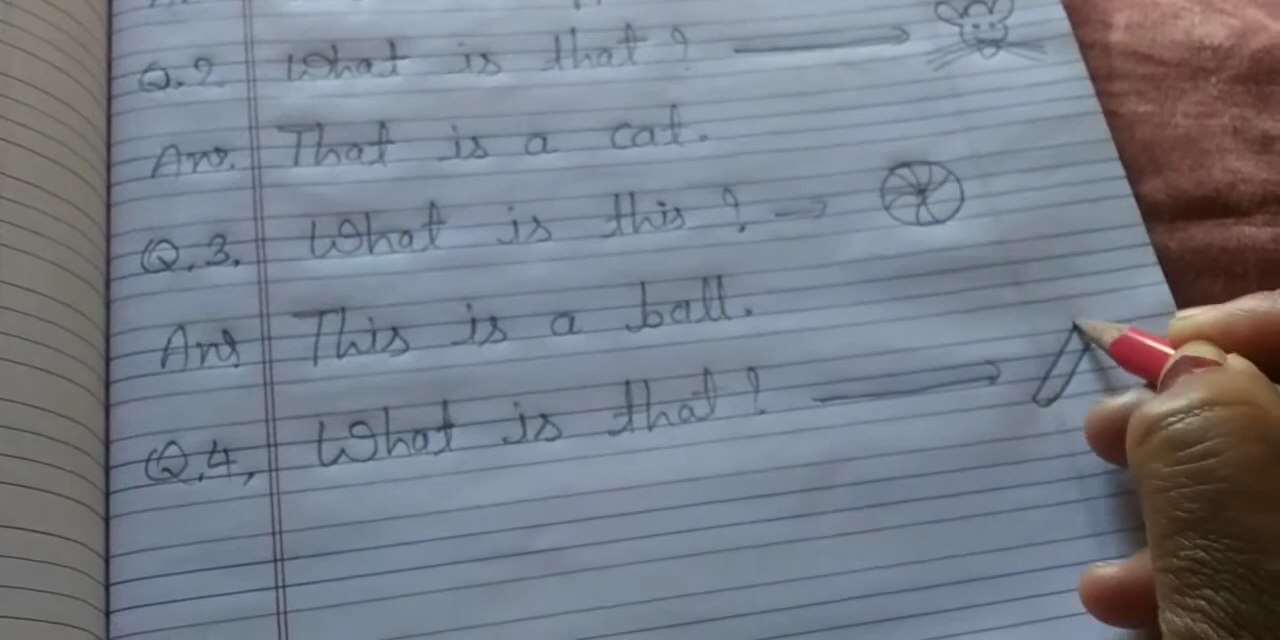 Q.2 What is that?
Ans. That is a cat.
Q.3. What is this?
Ans This is a ball.
Q.4, What is that?